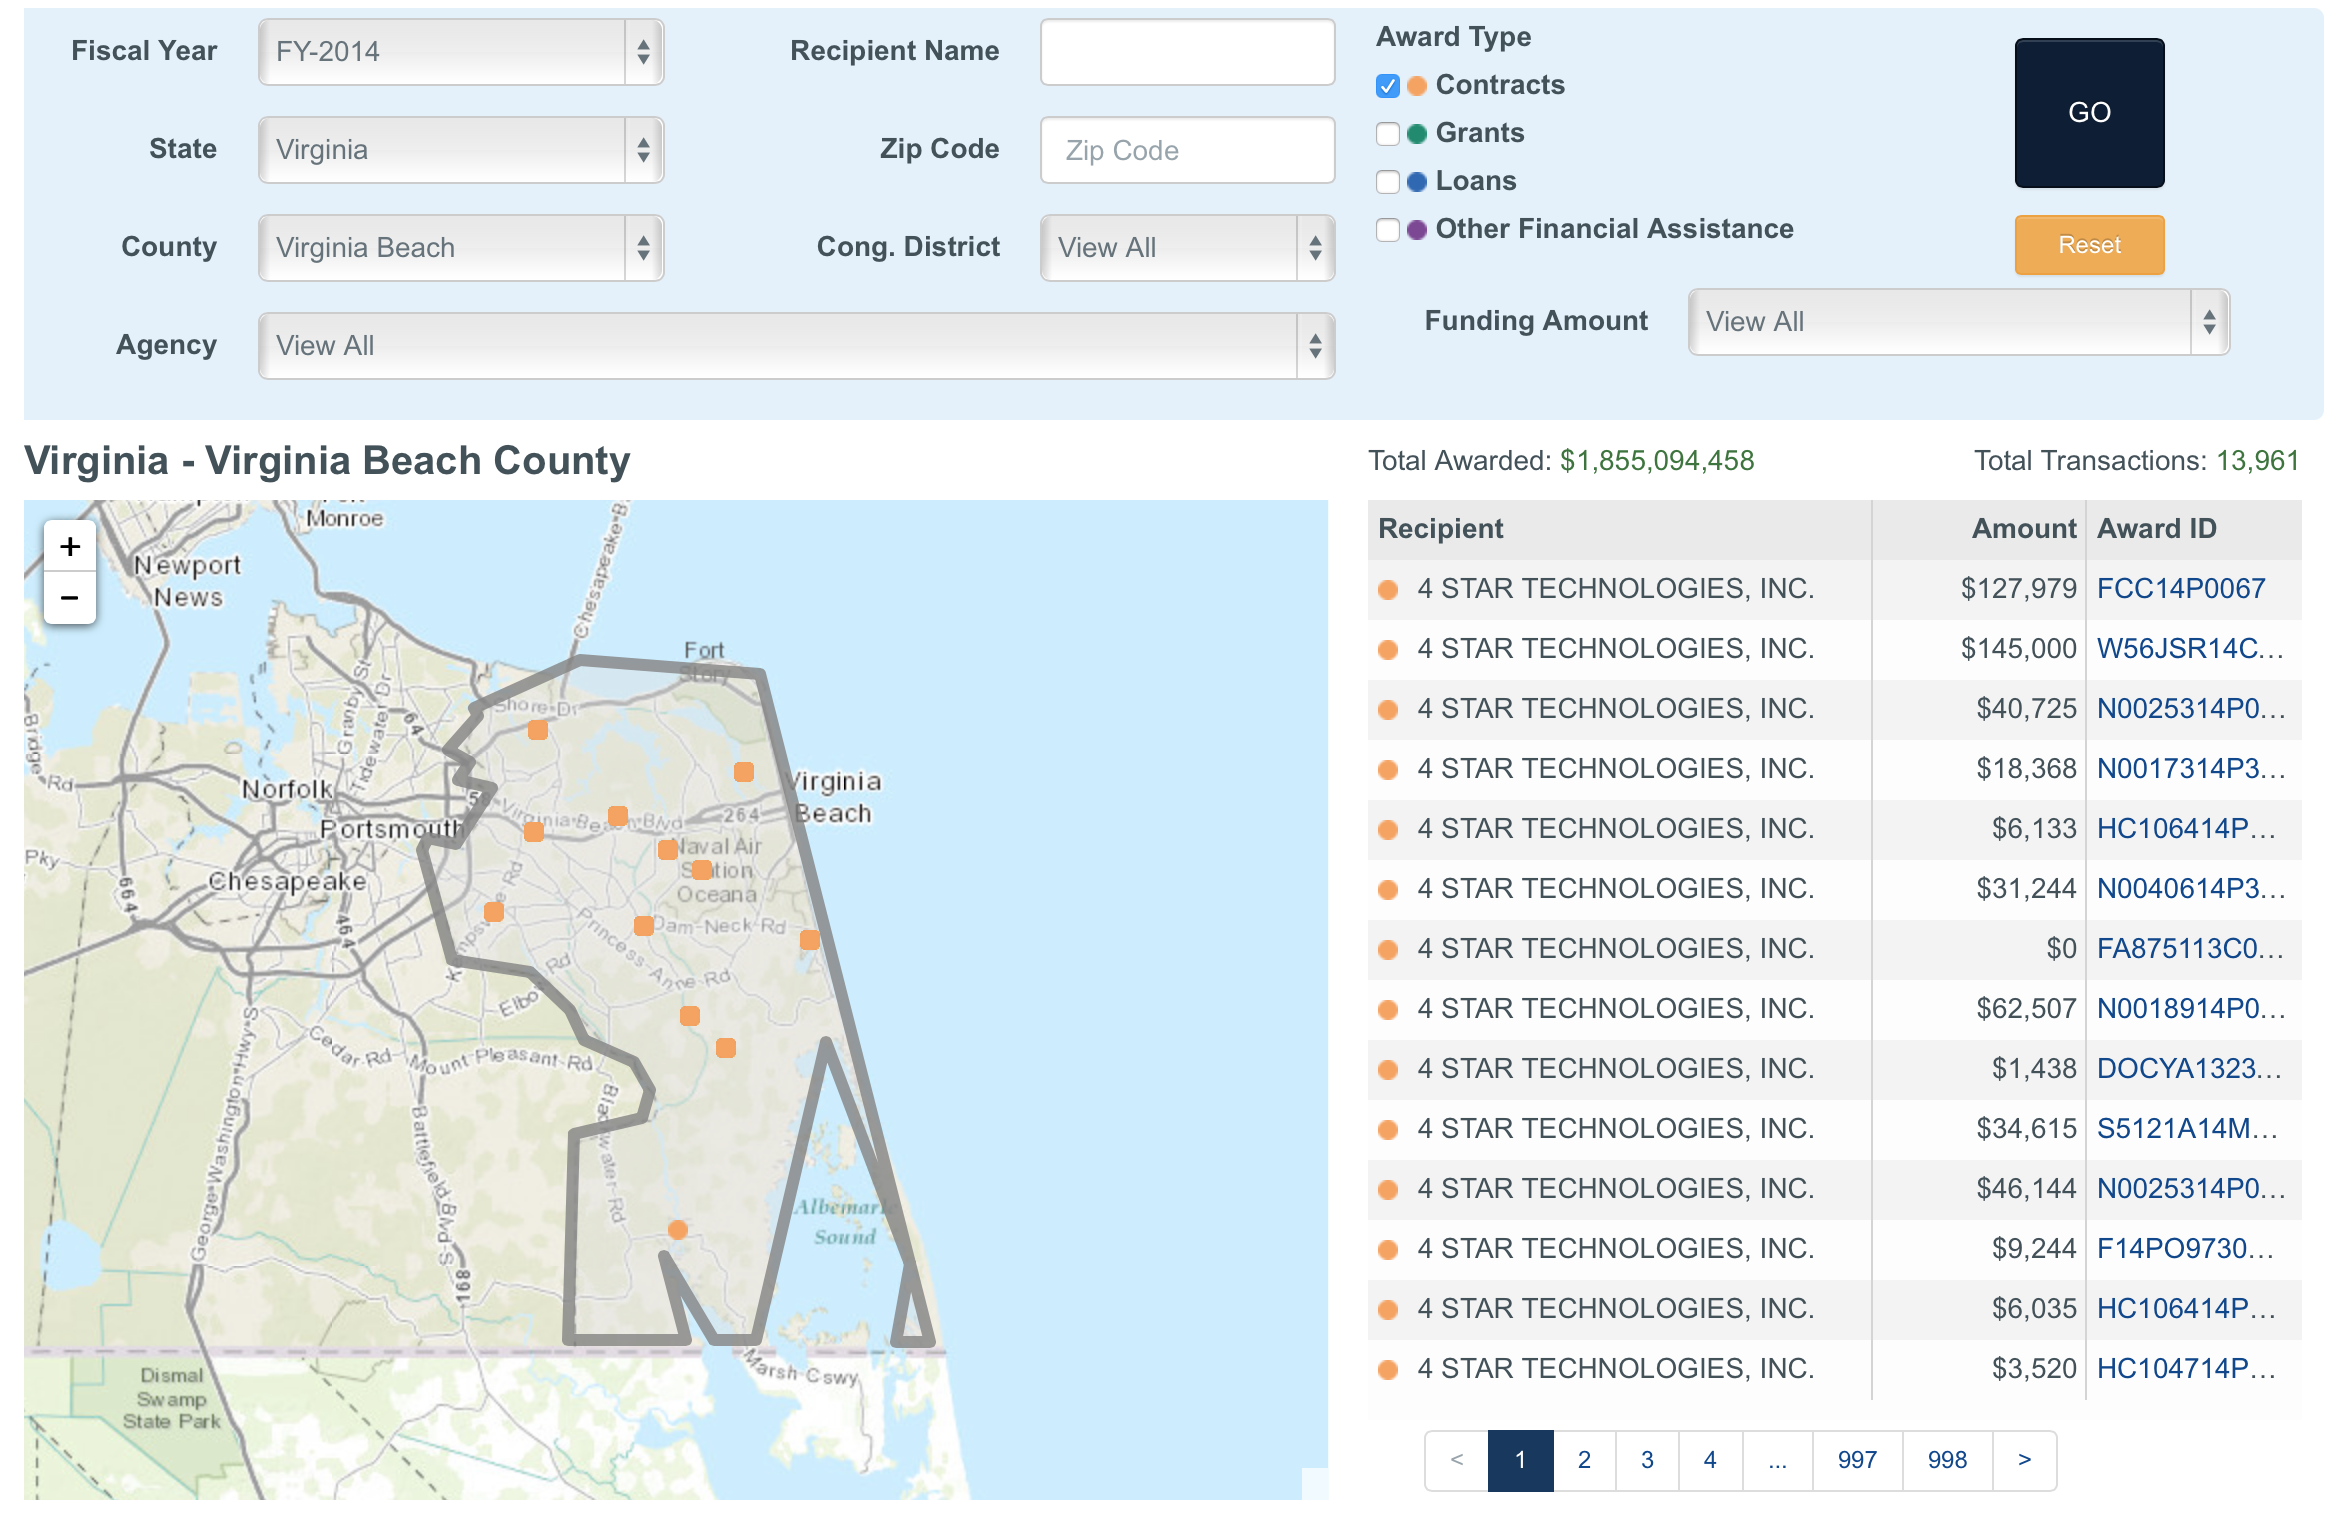 Fiscal Year FY-2014 Recipient Name Award Type
Contracts
State Virginia Zip Code Zip Code Grants GO
Loans
County Virginia Beach Cong. District View All Other Financial Assistance Reset
Agency View All Funding Amount View All
Virginia - Virginia Beach County
Total Awarded: $1,855,094,458 Total Transactions: 13,961
+
−
Monroe
Newport
News
Chesapeake-B
Fort
Story
Shore-Dr
Granby St
Tidewater Dr
64
Bridge
Rd
Norfolk
Virginia
Beach
Virginia-Beach-Blvd
264
Portsmouth
Naval Air
Station
Oceana
Pky
664
Chesapeake
464
Rd
Dam-Neck-Rd
Princess-Anne-Rd
Elbow Rd
Cedar-Rd
Mount-Pleasant-Rd
George-Washington-Hwy-S
Battlefield-Blvd-S
168
Blackwater-Rd
Albemarle
Sound
Marsh-Cswy
Dismal
Swamp
State Park
Recipient Amount Award ID
4 STAR TECHNOLOGIES, INC. $127,979 FCC14P0067
4 STAR TECHNOLOGIES, INC. $145,000 W56JSR14C...
4 STAR TECHNOLOGIES, INC. $40,725 N0025314P0...
4 STAR TECHNOLOGIES, INC. $18,368 N0017314P3...
4 STAR TECHNOLOGIES, INC. $6,133 HC106414P...
4 STAR TECHNOLOGIES, INC. $31,244 N0040614P3...
4 STAR TECHNOLOGIES, INC. $0 FA875113C0...
4 STAR TECHNOLOGIES, INC. $62,507 N0018914P0...
4 STAR TECHNOLOGIES, INC. $1,438 DOCYA1323...
4 STAR TECHNOLOGIES, INC. $34,615 S5121A14M...
4 STAR TECHNOLOGIES, INC. $46,144 N0025314P0...
4 STAR TECHNOLOGIES, INC. $9,244 F14PO9730...
4 STAR TECHNOLOGIES, INC. $6,035 HC106414P...
4 STAR TECHNOLOGIES, INC. $3,520 HC104714P...
< 1 2 3 4 ... 997 998 >